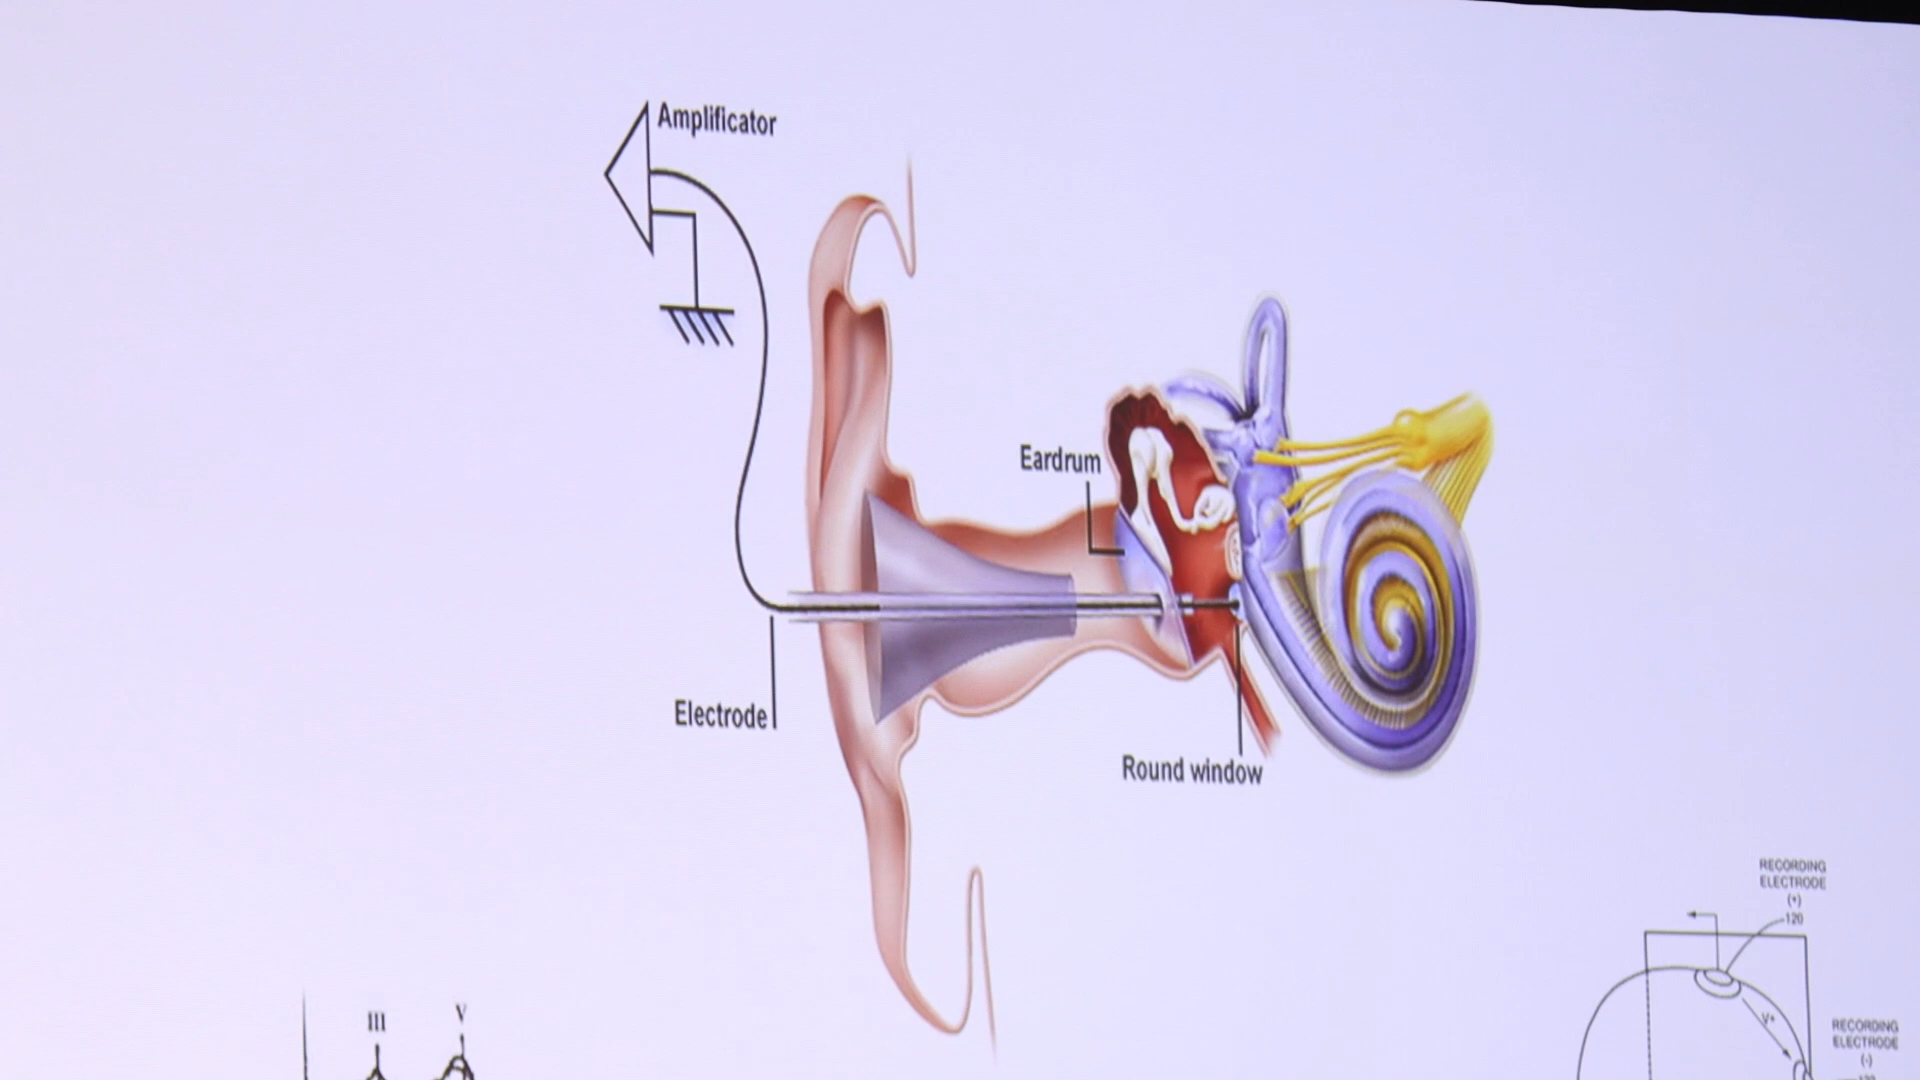 Amplificator
Eardrum
Electrode
Round window
RECORDING
ELECTRODE
(+)
120
III
V
V+
RECORDING
ELECTRODE
(-)